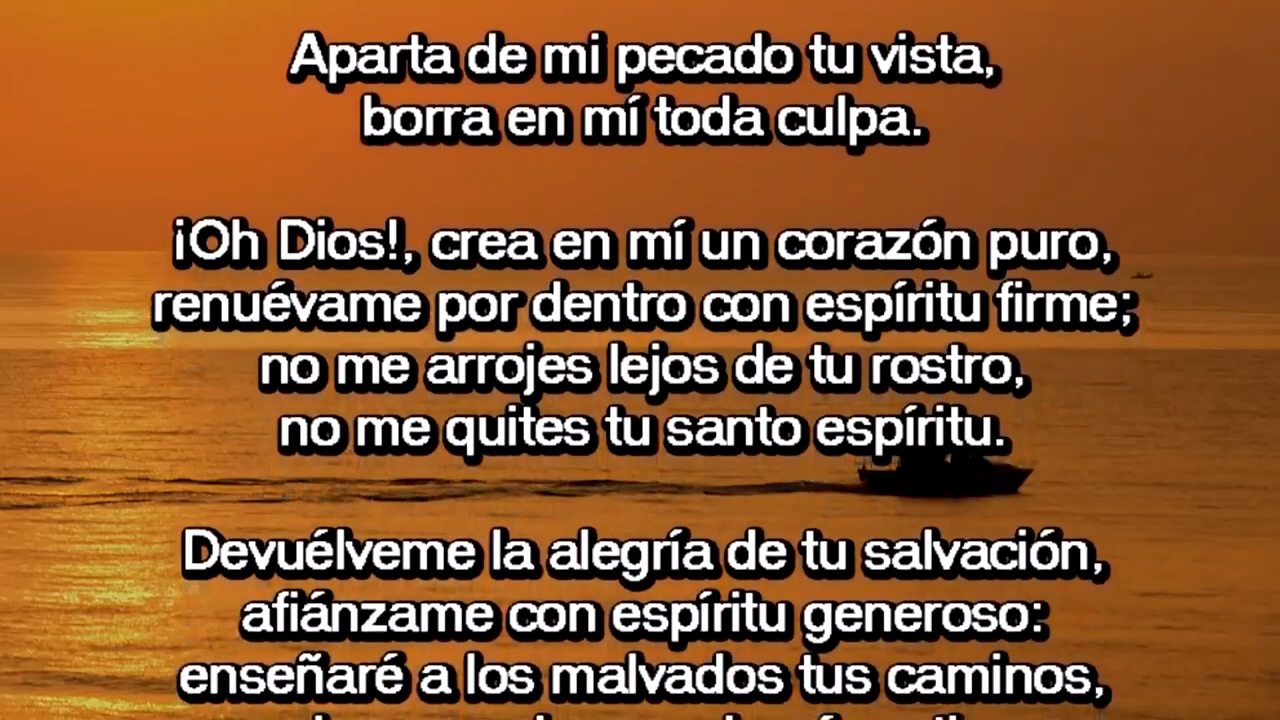 Aparta de mi pecado tu vista,
borra en mí toda culpa.
¡Oh Dios!, crea en mí un corazón puro,
renuévame por dentro con espíritu firme;
no me arrojes lejos de tu rostro,
no me quites tu santo espíritu.
Devuélveme la alegría de tu salvación,
afiánzame con espíritu generoso:
enseñaré a los malvados tus caminos,